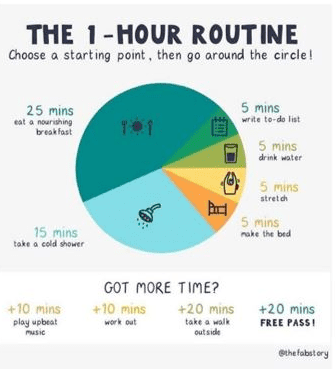 THE 1-HOUR ROUTINE
Choose a starting point, then go around the circle!
25 mins
eat a nourishing
breakfast
5 mins
write to-do list
5 mins
drink water
5 mins
stretch
5 mins
make the bed
15 mins
take a cold shower
GOT MORE TIME?
+10 mins
play upbeat
music
+10 mins
work out
+20 mins
take a walk
outside
+20 mins
FREE PASS!
@thefabstory